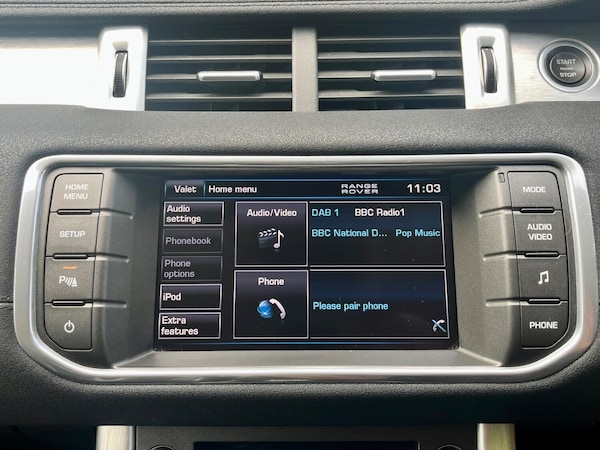 START
STOP
HOME
MENU
SETUP
P
Valet
Home menu
RANGE
ROVER
11:03
Audio
settings
Phonebook
Phone
options
iPod
Extra
features
Audio/Video
DAB 1
BBC Radio1
BBC National D...
Pop Music
Phone
Please pair phone
MODE
AUDIO
VIDEO
PHONE